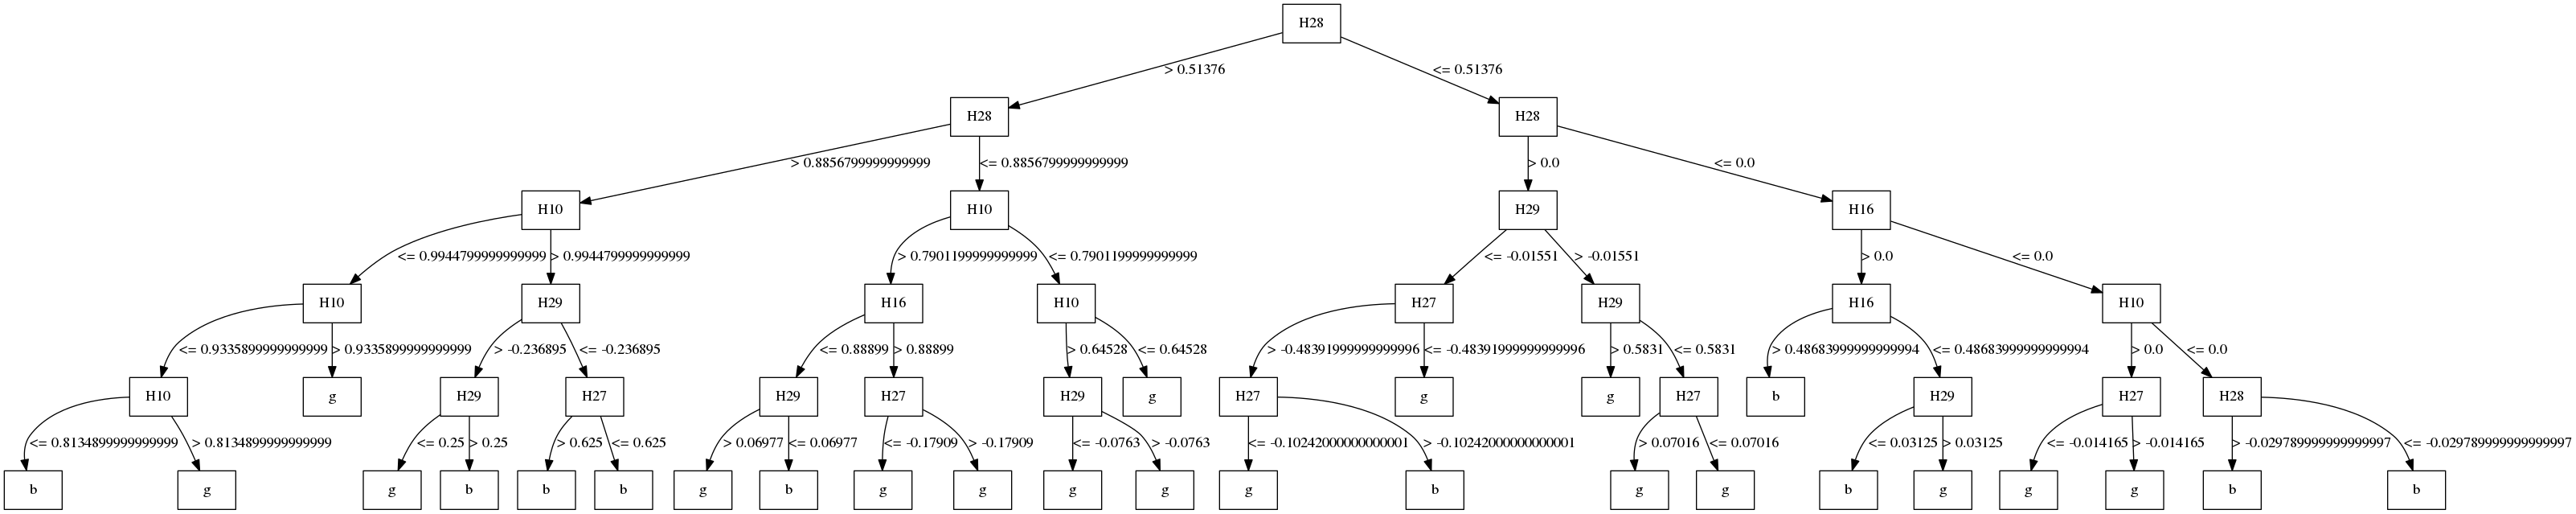 H28
> 0.51376
<= 0.51376
H28
H28
> 0.8856799999999999
<= 0.8856799999999999
> 0.0
<= 0.0
H10
H10
H29
H16
<= 0.9944799999999999
> 0.9944799999999999
> 0.7901199999999999
<= 0.7901199999999999
<= -0.01551
> -0.01551
> 0.0
<= 0.0
H10
H29
H16
H10
H27
H29
H16
H10
<= 0.9335899999999999
> 0.9335899999999999
> -0.236895
<= -0.236895
<= 0.88899
> 0.88899
> 0.64528
<= 0.64528
> -0.48391999999999996
<= -0.48391999999999996
> 0.5831
<= 0.5831
> 0.48683999999999994
<= 0.48683999999999994
> 0.0
<= 0.0
H10
g
H29
H27
H29
H27
H29
g
H27
g
g
H27
b
H29
H27
H28
<= 0.8134899999999999
> 0.8134899999999999
<= 0.25
> 0.25
> 0.625
<= 0.625
> 0.06977
<= 0.06977
<= -0.17909
> -0.17909
<= -0.0763
> -0.0763
<= -0.10242000000000001
> -0.10242000000000001
> 0.07016
<= 0.07016
<= 0.03125
> 0.03125
<= -0.014165
> -0.014165
> -0.029789999999999997
<= -0.029789999999999997
b
g
g
b
b
b
g
b
g
g
g
g
g
b
g
g
b
g
g
g
b
b